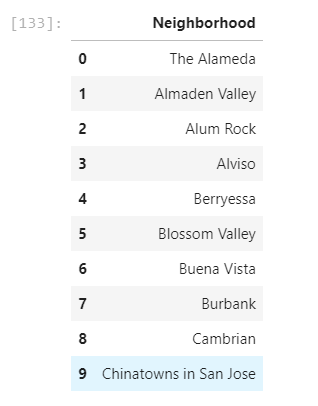 [133]:
Neighborhood
0 The Alameda
1 Almaden Valley
2 Alum Rock
3 Alviso
4 Berryessa
5 Blossom Valley
6 Buena Vista
7 Burbank
8 Cambrian
9 Chinatowns in San Jose